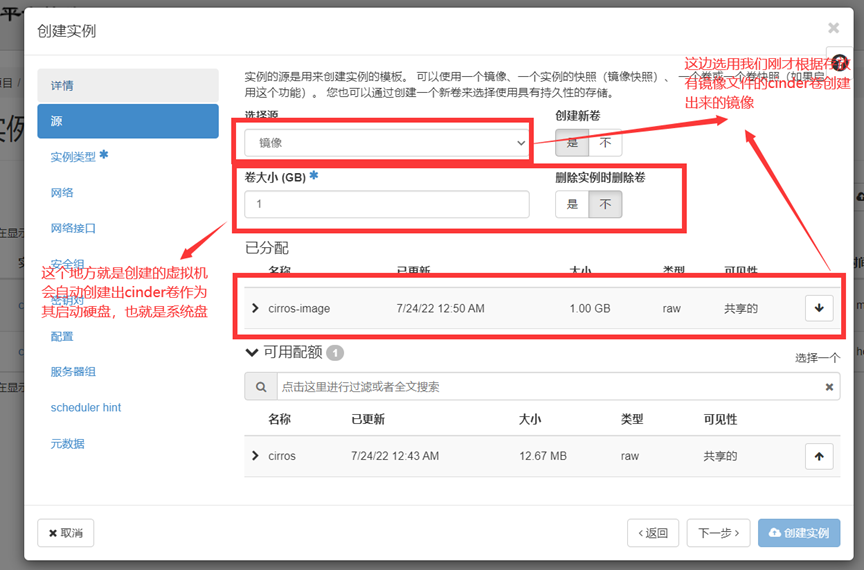 平
创建实例
×
项目 /
实例
详情
源
实例类型 *
网络
网络接口
安全组
密钥对
配置
服务器组
scheduler hint
元数据
实例的源是用来创建实例的模板。 可以使用一个镜像、一个实例的快照（镜像快照）、 一个卷或一个卷快照（如果启
用这个功能）。 您也可以通过创建一个新卷来选择使用具有持久性的存储。
这边选用我们刚才根据存放
有镜像文件的cinder卷创建
出来的镜像
选择源
创建新卷
镜像
是 不
卷大小 (GB) *
删除实例时删除卷
1
是 不
这个地方就是创建的虚拟机
会自动创建出cinder卷作为
其启动硬盘，也就是系统盘
已分配
名称 已更新 大小 类型 可见性
cirros-image 7/24/22 12:50 AM 1.00 GB raw 共享的
可用配额 1
选择一个
点击这里进行过滤或者全文搜索
名称 已更新 大小 类型 可见性
cirros 7/24/22 12:43 AM 12.67 MB raw 共享的
取消
返回
下一步
创建实例